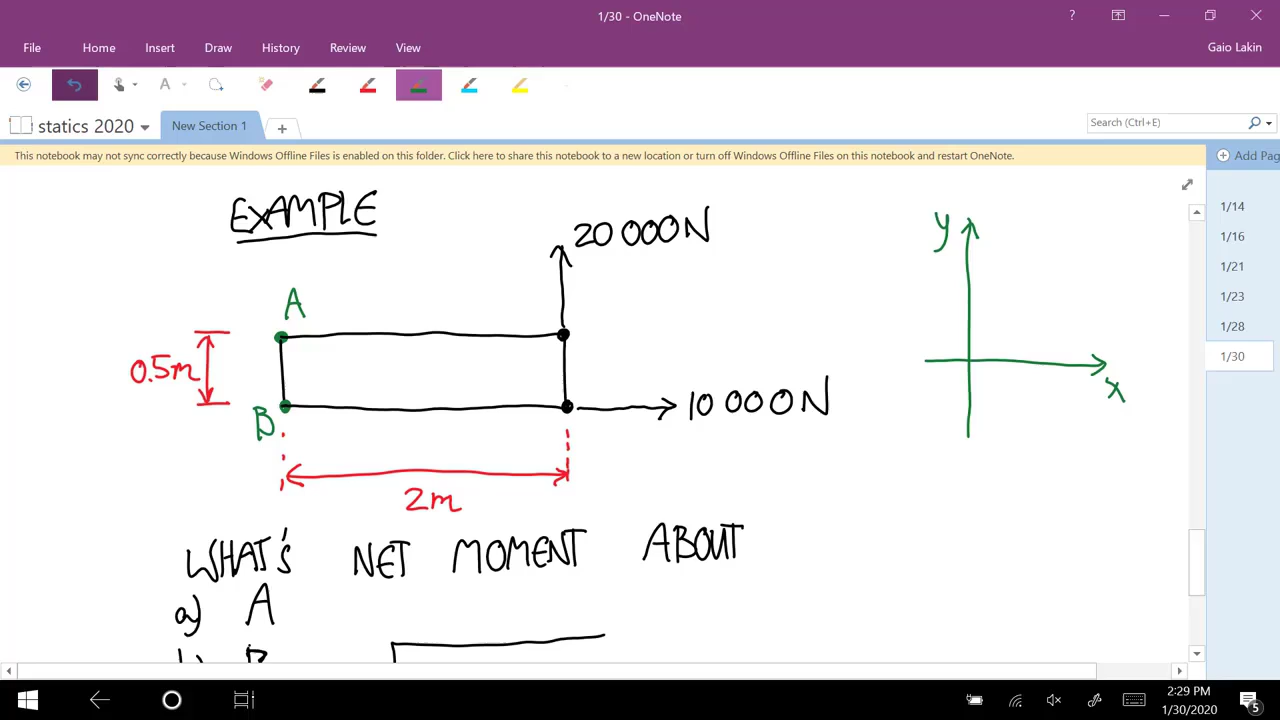 1/30 - OneNote
?
File Home Insert Draw History Review View
Gaio Lakin
A
statics 2020
New Section 1
+
Search (Ctrl+E)
This notebook may not sync correctly because Windows Offline Files is enabled on this folder. Click here to share this notebook to a new location or turn off Windows Offline Files on this notebook and restart OneNote.
Add Pag
1/14
1/16
1/21
1/23
1/28
1/30
EXAMPLE
20 000N
y
A
0.5m
x
B
10 000N
2m
WHAT'S NET MOMENT ABOUT
a) A
b) B
2:29 PM
1/30/2020
5